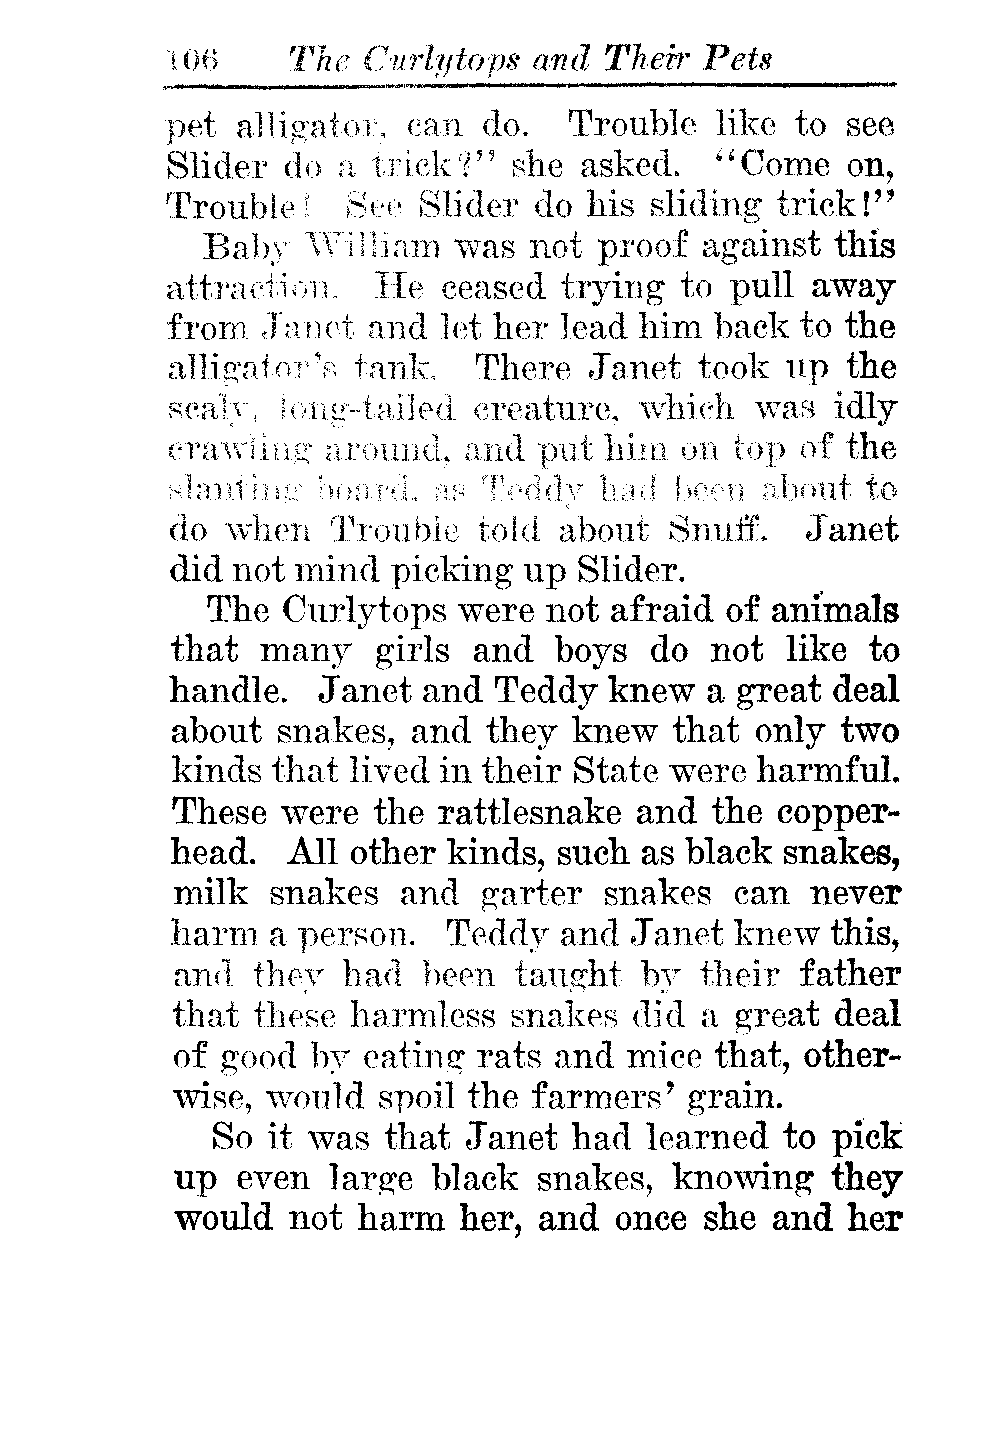 106 The Curlytops and Their Pets
pet alligator, can do. Trouble like to see
Slider do a trick?" she asked. "Come on,
Trouble! See Slider do his sliding trick!"
Baby William was not proof against this
attraction. He ceased trying to pull away
from Janet and let her lead him back to the
alligator's tank. There Janet took up the
scaly, long-tailed creature, which was idly
crawling around, and put him on top of the
slanting board, as Teddy had been about to
do when Trouble told about Snuff. Janet
did not mind picking up Slider.
The Curlytops were not afraid of animals
that many girls and boys do not like to
handle. Janet and Teddy knew a great deal
about snakes, and they knew that only two
kinds that lived in their State were harmful.
These were the rattlesnake and the copper-
head. All other kinds, such as black snakes,
milk snakes and garter snakes can never
harm a person. Teddy and Janet knew this,
and they had been taught by their father
that these harmless snakes did a great deal
of good by eating rats and mice that, other-
wise, would spoil the farmers' grain.
So it was that Janet had learned to pick
up even large black snakes, knowing they
would not harm her, and once she and her